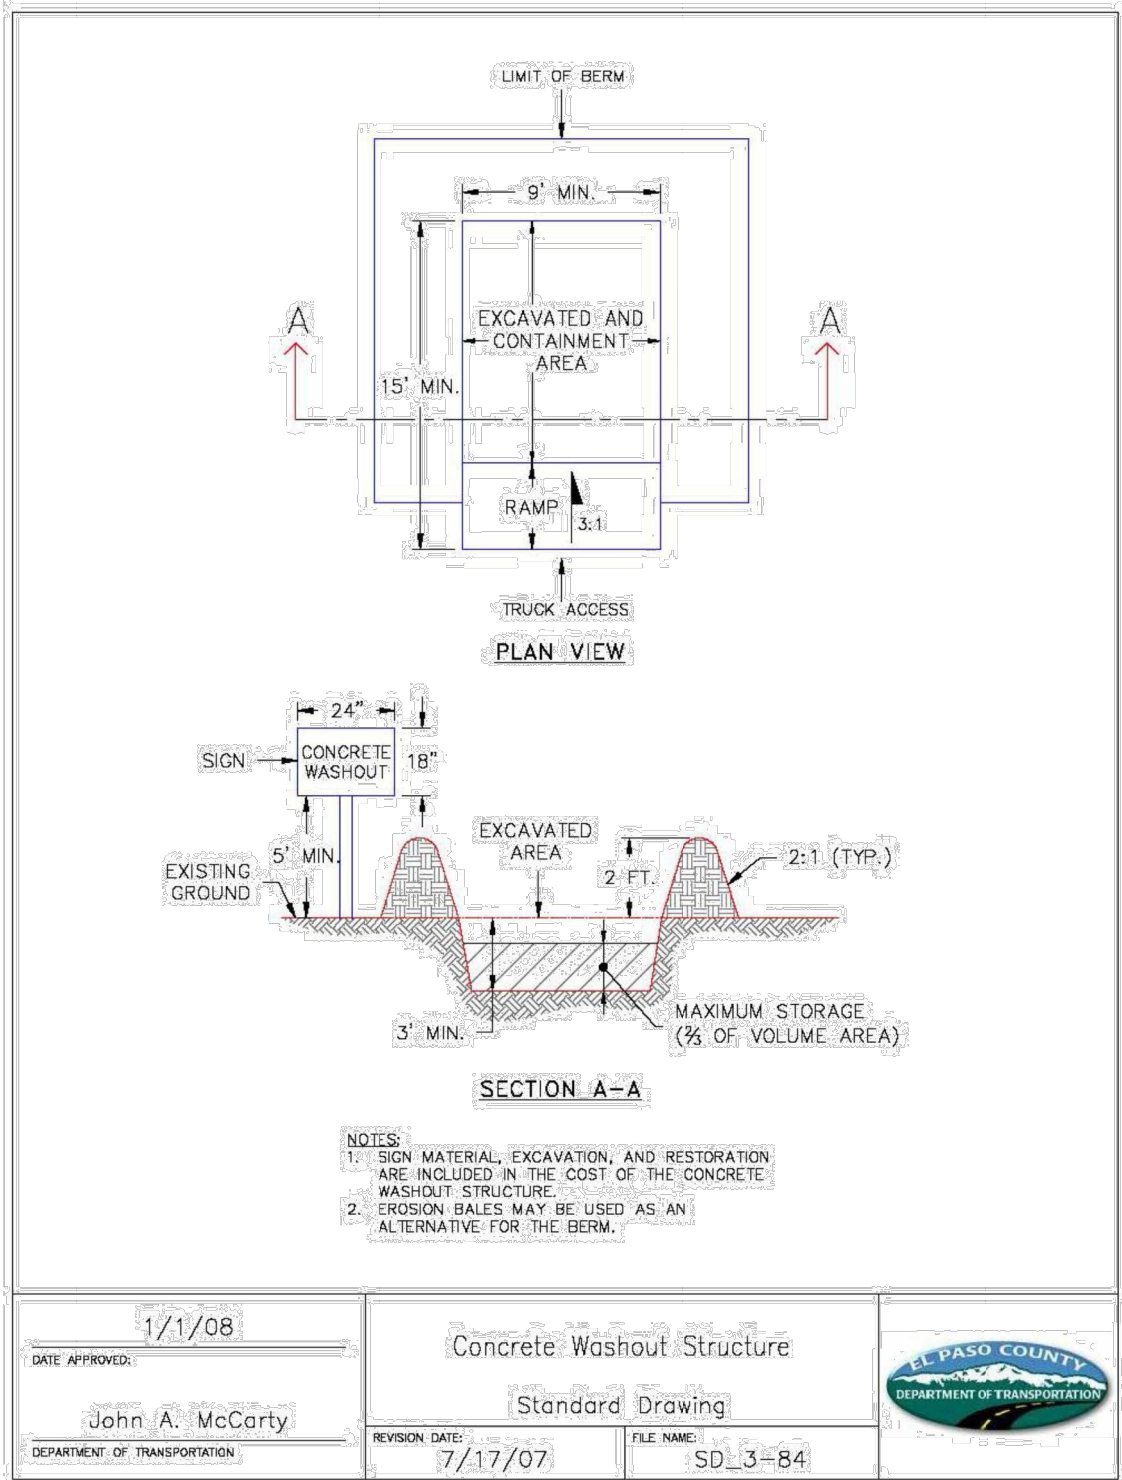 LIMIT OF BERM
9' MIN.
A
A
EXCAVATED AND
CONTAINMENT
AREA
15' MIN.
RAMP
3:1
TRUCK ACCESS
PLAN VIEW
24"
SIGN
CONCRETE
WASHOUT
18"
EXCAVATED
AREA
5' MIN.
2:1 (TYP.)
EXISTING
GROUND
2 FT.
3' MIN.
MAXIMUM STORAGE
(⅔ OF VOLUME AREA)
SECTION A-A
NOTES:
1. SIGN MATERIAL, EXCAVATION, AND RESTORATION
ARE INCLUDED IN THE COST OF THE CONCRETE
WASHOUT STRUCTURE.
2. EROSION BALES MAY BE USED AS AN
ALTERNATIVE FOR THE BERM.
1/1/08
DATE APPROVED:
John A. McCarty
DEPARTMENT OF TRANSPORTATION
Concrete Washout Structure
Standard Drawing
REVISION DATE:
7/17/07
FILE NAME:
SD_3-84
EL PASO COUNTY
DEPARTMENT OF TRANSPORTATION